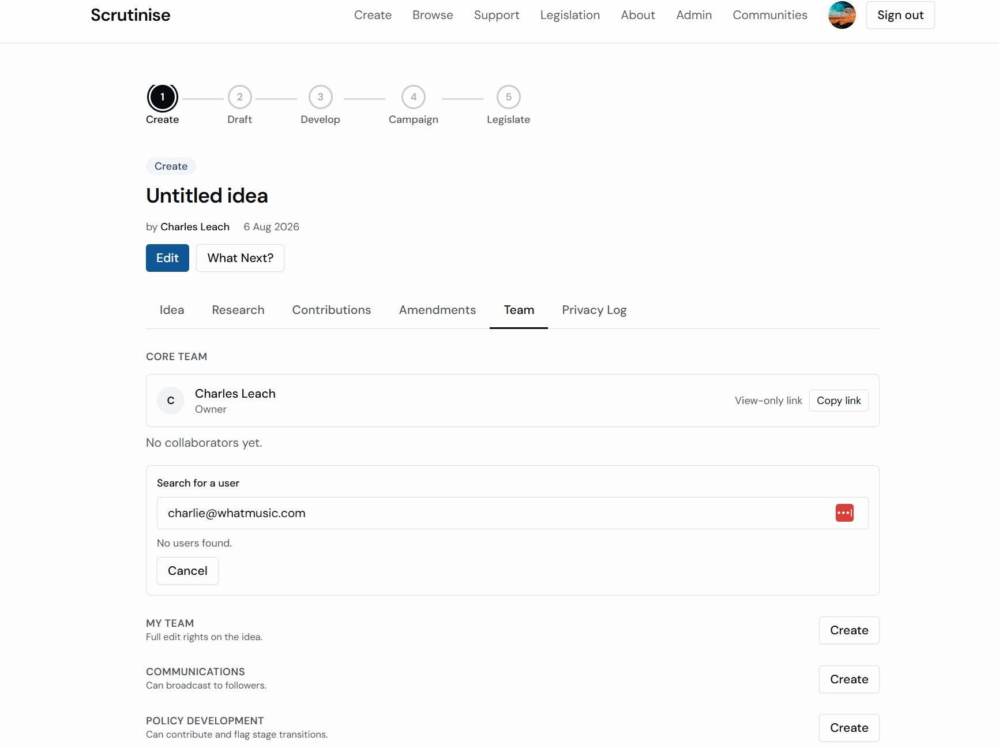 Scrutinise
Create Browse Support Legislation About Admin Communities Sign out
1 2 3 4 5
Create Draft Develop Campaign Legislate
Create
Untitled idea
by Charles Leach 6 Aug 2026
Edit What Next?
Idea Research Contributions Amendments Team Privacy Log
CORE TEAM
C
Charles Leach
Owner
View-only link Copy link
No collaborators yet.
Search for a user
charlie@whatmusic.com
No users found.
Cancel
MY TEAM
Full edit rights on the idea.
Create
COMMUNICATIONS
Can broadcast to followers.
Create
POLICY DEVELOPMENT
Can contribute and flag stage transitions.
Create